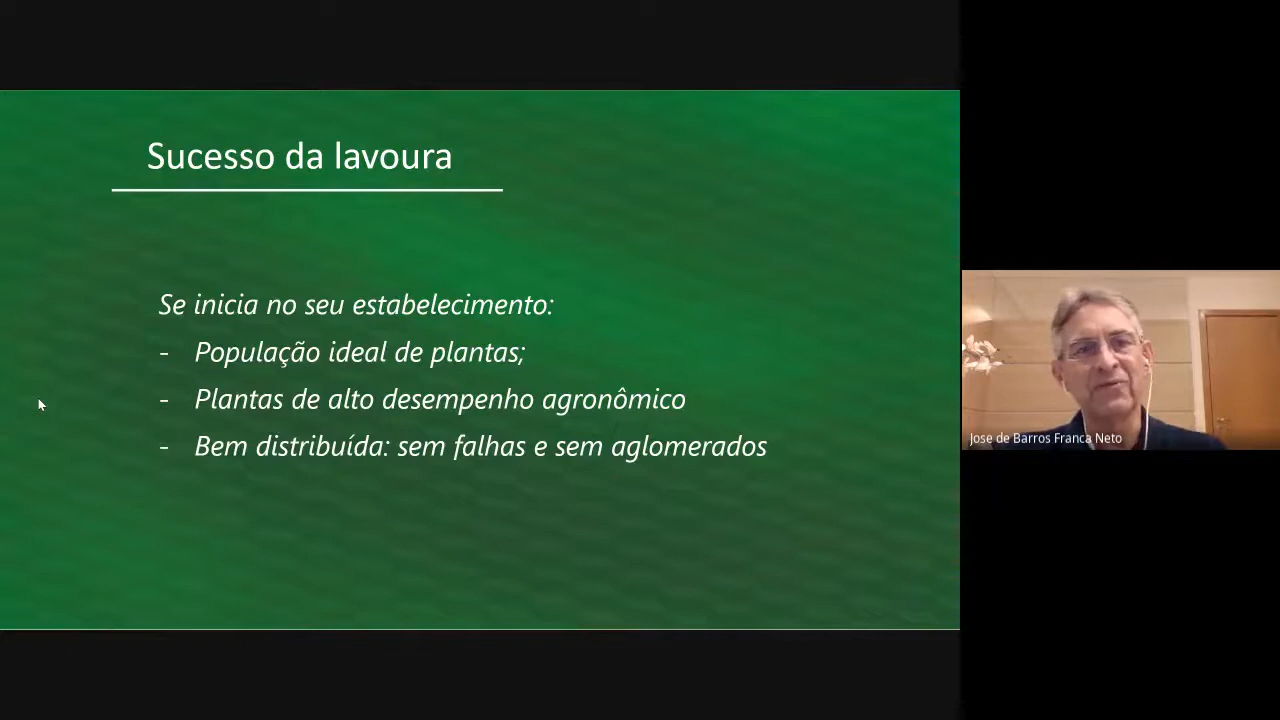 Sucesso da lavoura
Se inicia no seu estabelecimento:
- População ideal de plantas;
- Plantas de alto desempenho agronômico
- Bem distribuída: sem falhas e sem aglomerados
Jose de Barros Franca Neto